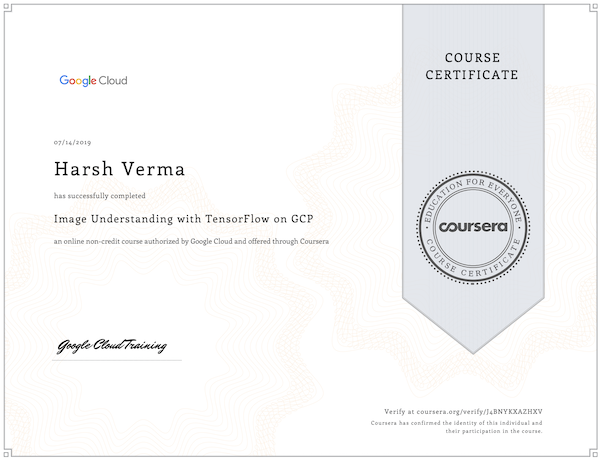 COURSE
CERTIFICATE
Google Cloud
07/14/2019
Harsh Verma
has successfully completed
Image Understanding with TensorFlow on GCP
an online non-credit course authorized by Google Cloud and offered through Coursera
EDUCATION FOR EVERYONE
coursera
COURSE CERTIFICATE
Google Cloud Training
Verify at coursera.org/verify/J4BNYKXAZHXV
Coursera has confirmed the identity of this individual and
their participation in the course.